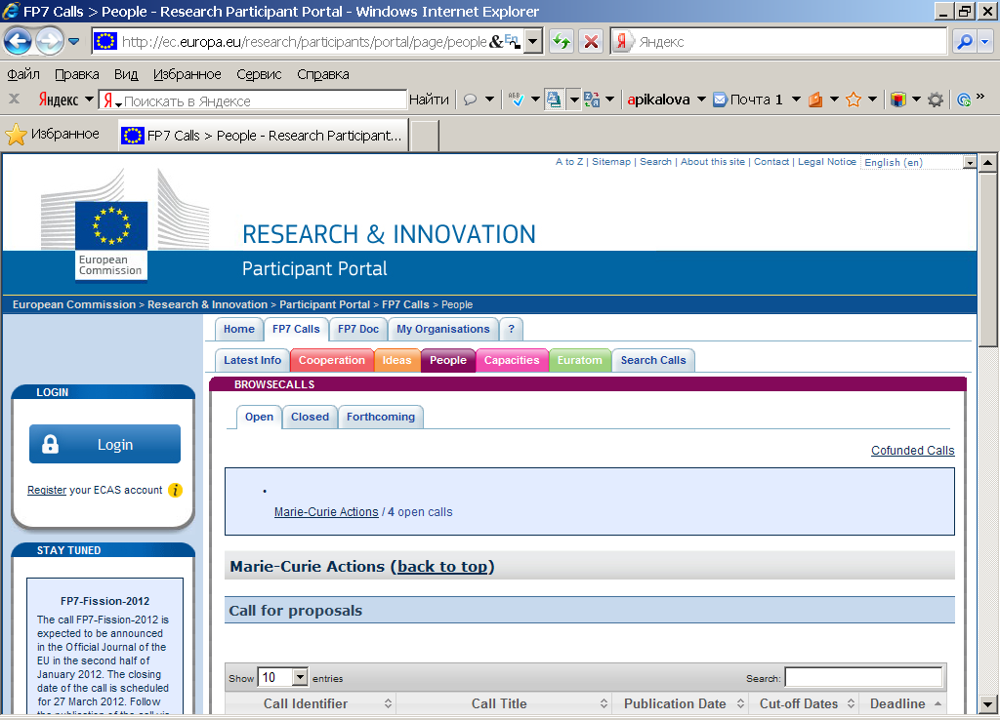 FP7 Calls > People - Research Participant Portal - Windows Internet Explorer
http://ec.europa.eu/research/participants/portal/page/people
Яндекс
Файл Правка Вид Избранное Сервис Справка
Яндекс Я Поиcкать в Яндексе Найти apikalova Почта 1
Избранное FP7 Calls > People - Research Participant...
A to Z | Sitemap | Search | About this site | Contact | Legal Notice English (en)
RESEARCH & INNOVATION
European
Commission
Participant Portal
European Commission > Research & Innovation > Participant Portal > FP7 Calls > People
Home FP7 Calls FP7 Doc My Organisations ?
Latest Info Cooperation Ideas People Capacities Euratom Search Calls
BROWSECALLS
LOGIN
Open Closed Forthcoming
Login
Cofunded Calls
Register your ECAS account i
•
Marie-Curie Actions / 4 open calls
STAY TUNED
Marie-Curie Actions (back to top)
FP7-Fission-2012
The call FP7-Fission-2012 is
expected to be announced
in the Official Journal of the
EU in the second half of
January 2012. The closing
date of the call is scheduled
for 27 March 2012. Follow
the publication of the call via
Call for proposals
Show 10 entries Search:
Call Identifier Call Title Publication Date Cut-off Dates Deadline